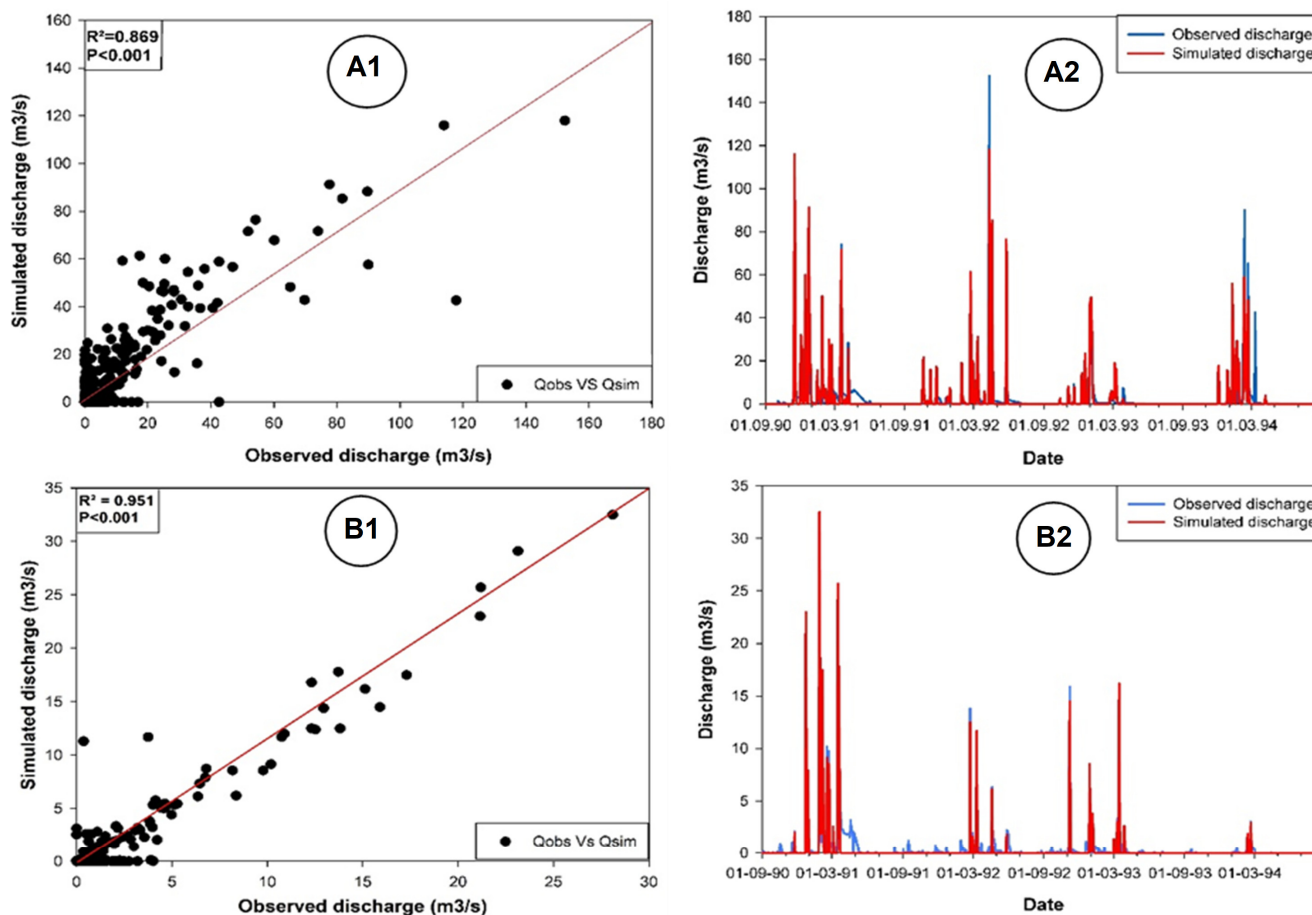 160
140
120
100
80
60
40
20
0
R²=0.869
P<0.001
A1
Simulated discharge (m3/s)
Qobs VS Qsim
0 20 40 60 80 100 120 140 160 180
Observed discharge (m3/s)
180
160
140
120
100
80
60
40
20
0
Observed discharge
Simulated discharge
A2
Discharge (m3/s)
01.09.90 01.03.91 01.09.91 01.03.92 01.09.92 01.03.93 01.09.93 01.03.94
Date
35
30
25
20
15
10
5
0
R² = 0.951
P<0.001
B1
Simulated discharge (m3/s)
Qobs Vs Qsim
0 5 10 15 20 25 30
Observed discharge (m3/s)
35
30
25
20
15
10
5
0
Observed discharge
Simulated discharge
B2
Discharge (m3/s)
01-09-90 01-03-91 01-09-91 01-03-92 01-09-92 01-03-93 01-09-93 01-03-94
Date